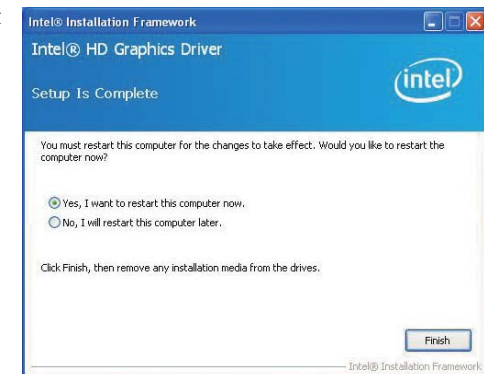 Intel® Installation Framework
Intel® HD Graphics Driver
Setup Is Complete
intel
You must restart this computer for the changes to take effect. Would you like to restart the
computer now?
Yes, I want to restart this computer now.
No, I will restart this computer later.
Click Finish, then remove any installation media from the drives.
Finish
Intel® Installation Framework